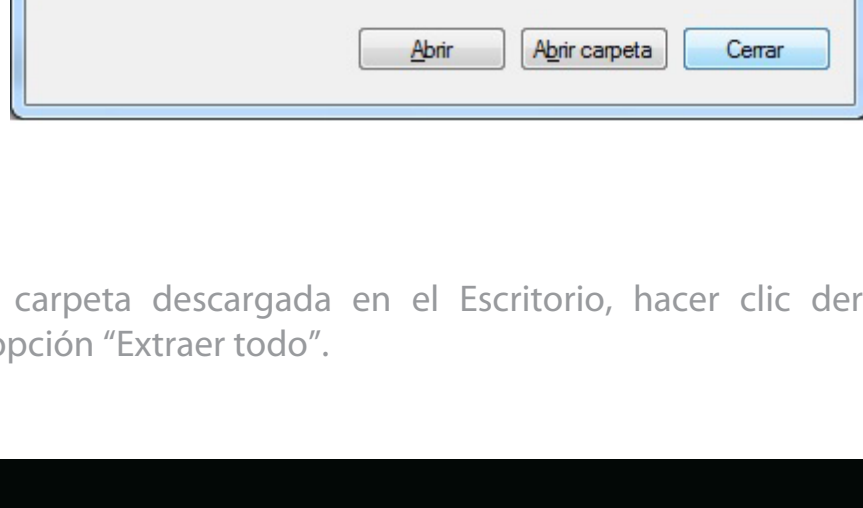 Abrir Abrir carpeta Cerrar
carpeta descargada en el Escritorio, hacer clic der
opción “Extraer todo”.